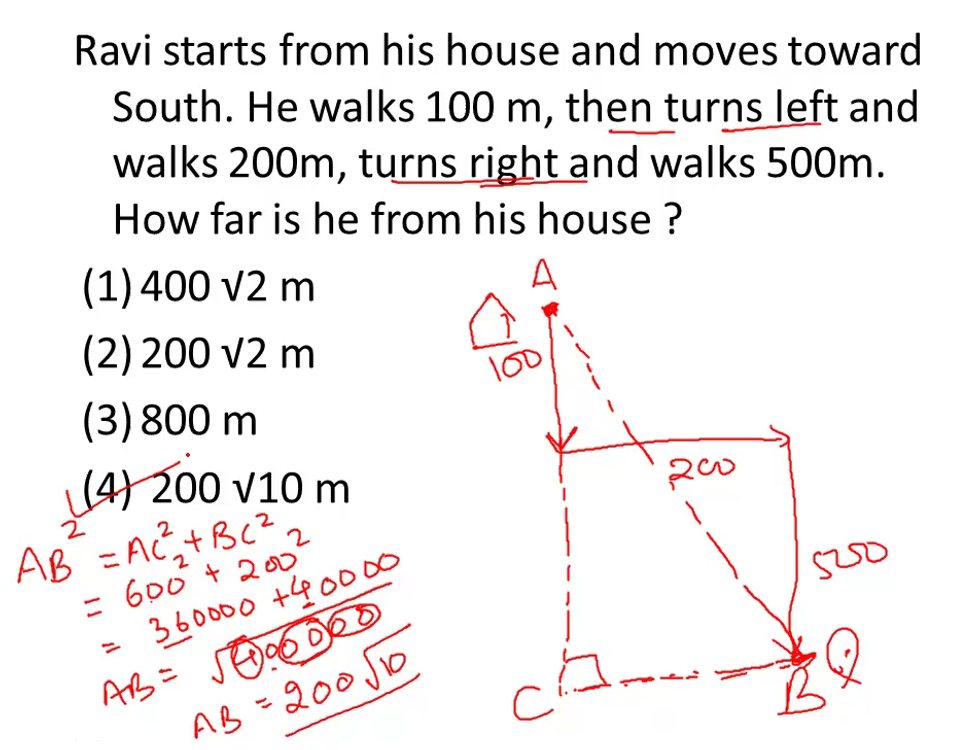 Ravi starts from his house and moves toward
South. He walks 100 m, then turns left and
walks 200m, turns right and walks 500m.
How far is he from his house ?
(1) 400 √2 m
(2) 200 √2 m
(3) 800 m
(4) 200 √10 m
A
100
200
500
C
B
AB² = AC² + BC²
= 600² + 200²
= 360000 + 40000
AB = √400000
AB = 200√10